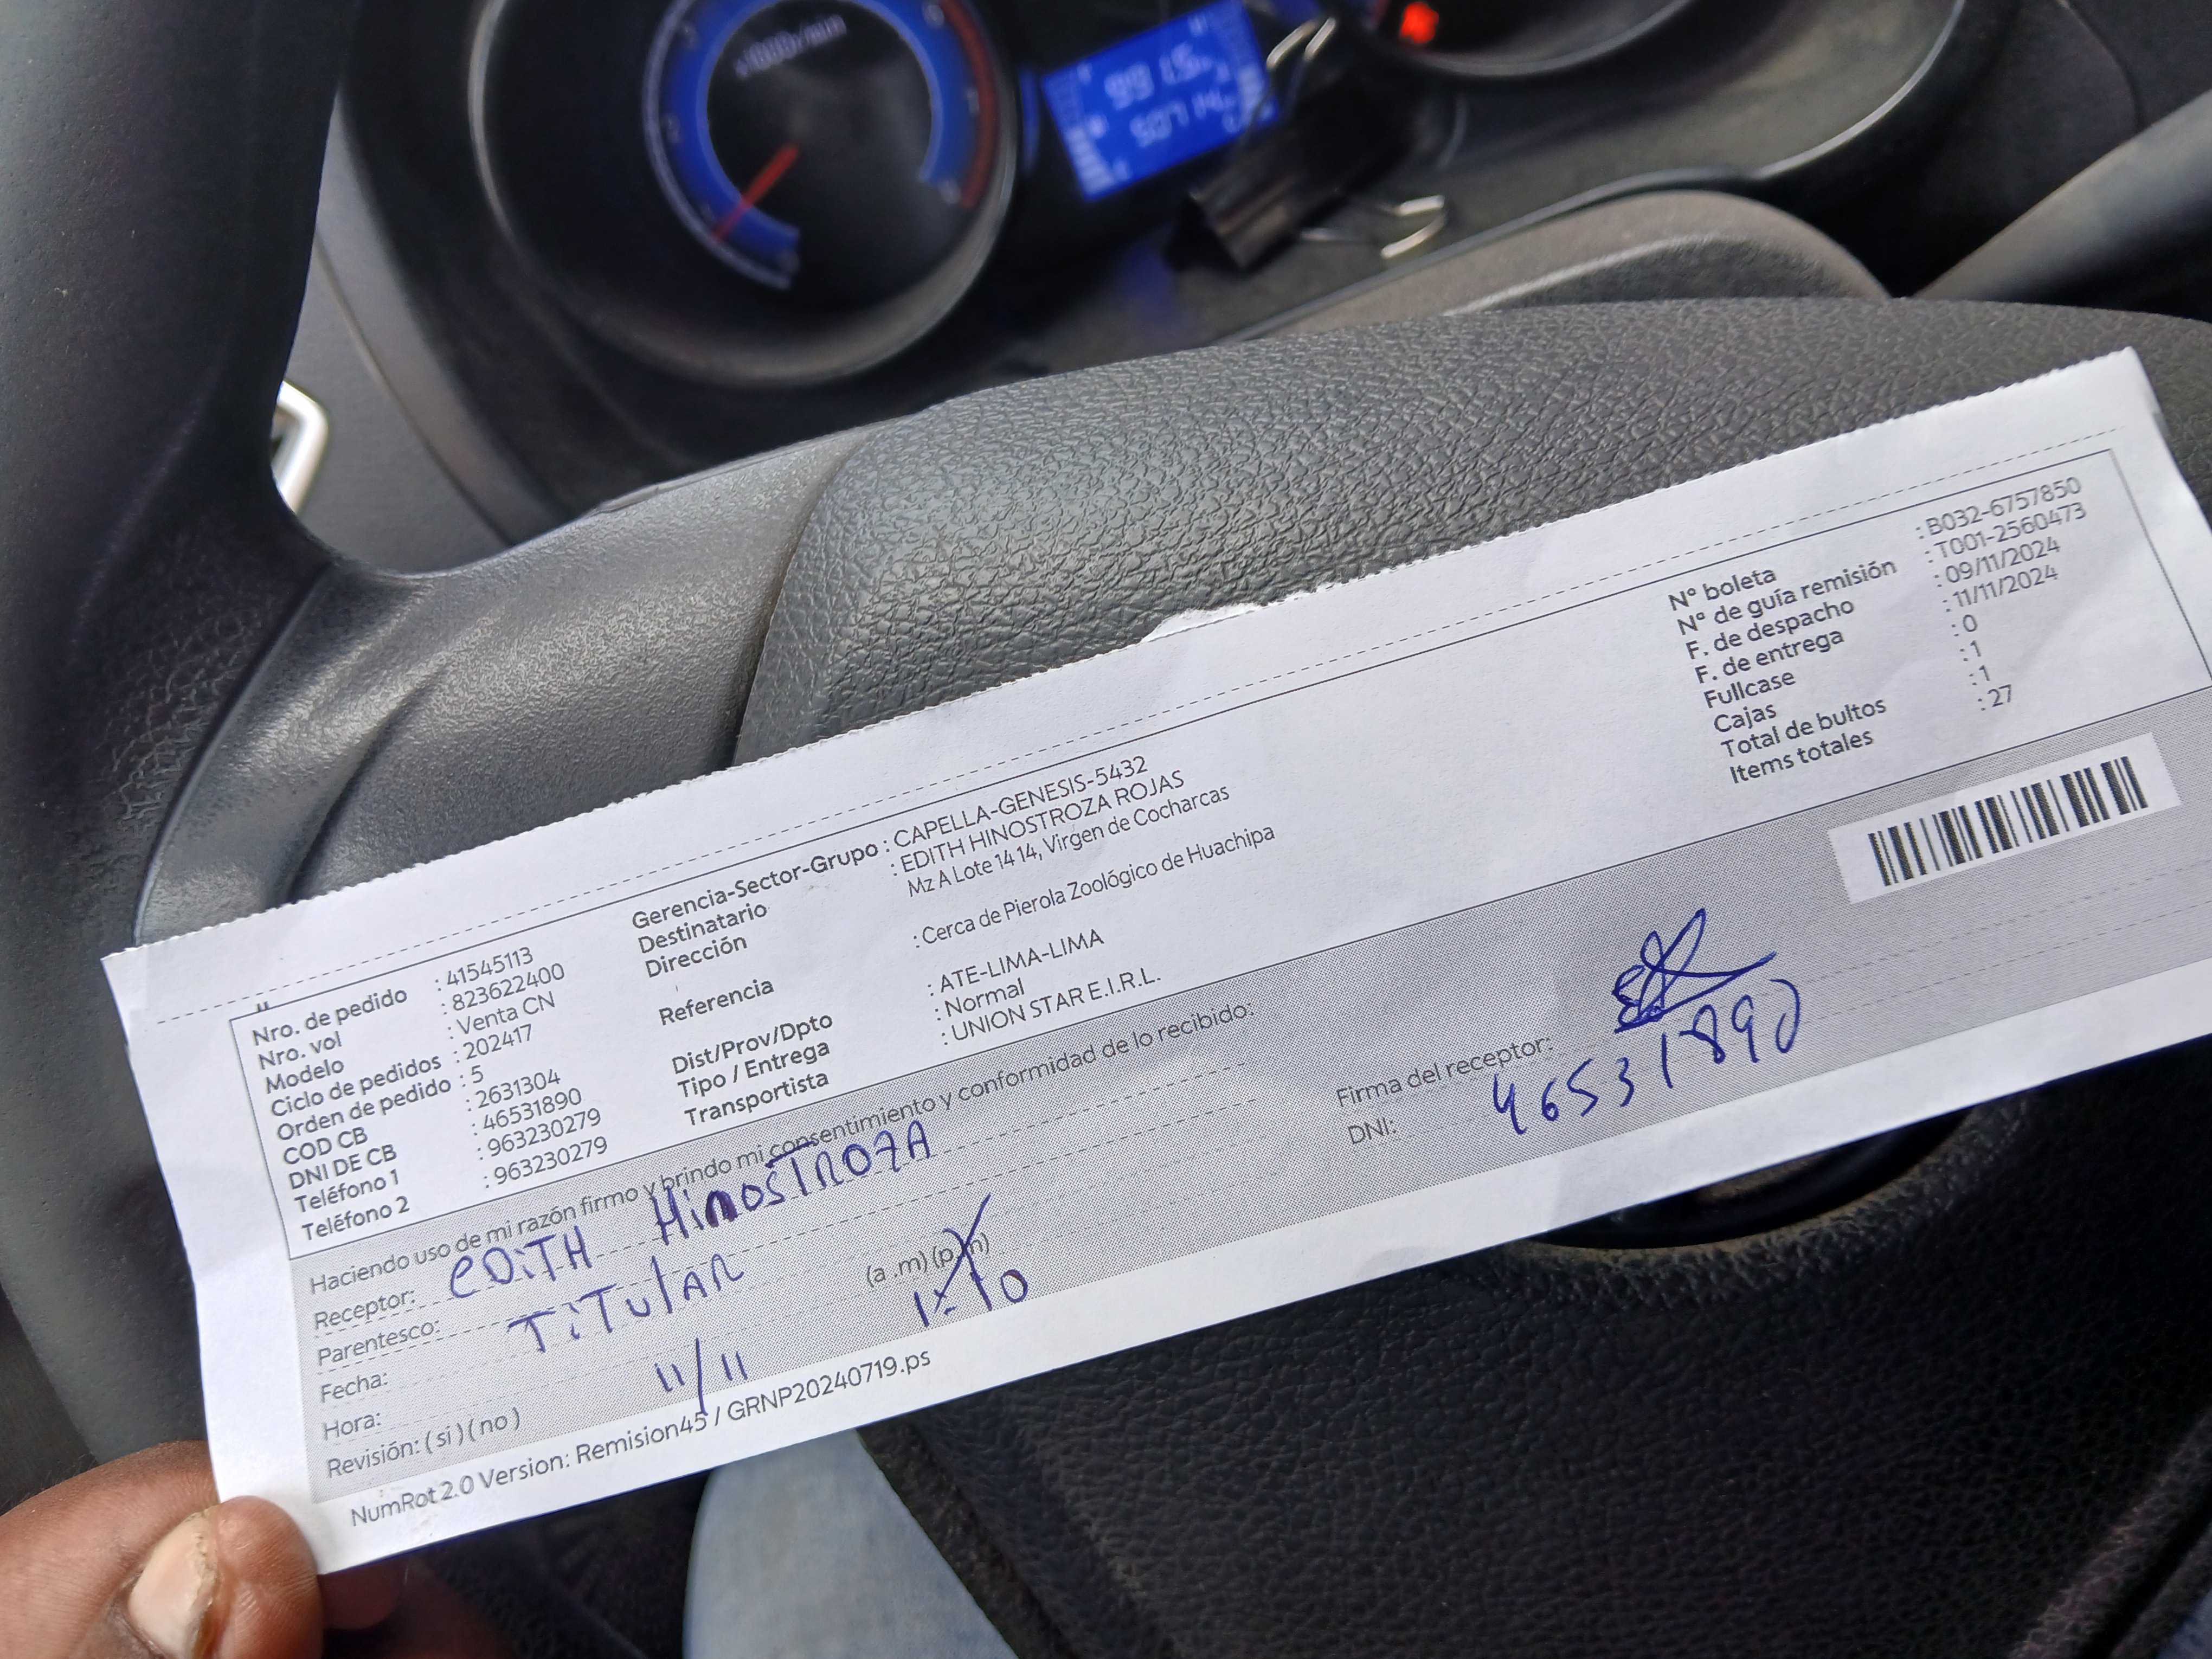 x1000r/min
Nro. de pedido : 41545113
Nro. vol : 823622400
Modelo : Venta CN
Ciclo de pedidos : 202417
Orden de pedido : 5
COD CB : 2631304
DNI DE CB : 46531890
Teléfono 1 : 963230279
Teléfono 2 : 963230279
Gerencia-Sector-Grupo : CAPELLA-GENESIS-5432
Destinatario : EDITH HINOSTROZA ROJAS
Dirección Mz A Lote 14 14, Virgen de Cocharcas
Referencia : Cerca de Pierola Zoológico de Huachipa
Dist/Prov/Dpto : ATE-LIMA-LIMA
Tipo / Entrega : Normal
Transportista : UNION STAR E.I.R.L.
N° boleta : B032-6757850
N° de guía remisión : T001-2560473
F. de despacho : 09/11/2024
F. de entrega : 11/11/2024
Fullcase : 0
Cajas : 1
Total de bultos : 1
Items totales : 27
Haciendo uso de mi razón firmo y brindo mi consentimiento y conformidad de lo recibido:
Receptor: eDiTH HinosTROZA
Parentesco: TiTulAR
Fecha: 11/11
Hora: (a .m) (p.m)
Revisión: ( si ) ( no )
Firma del receptor:
DNI: 46531890
NumRot 2.0 Version: Remision45 / GRNP20240719.ps